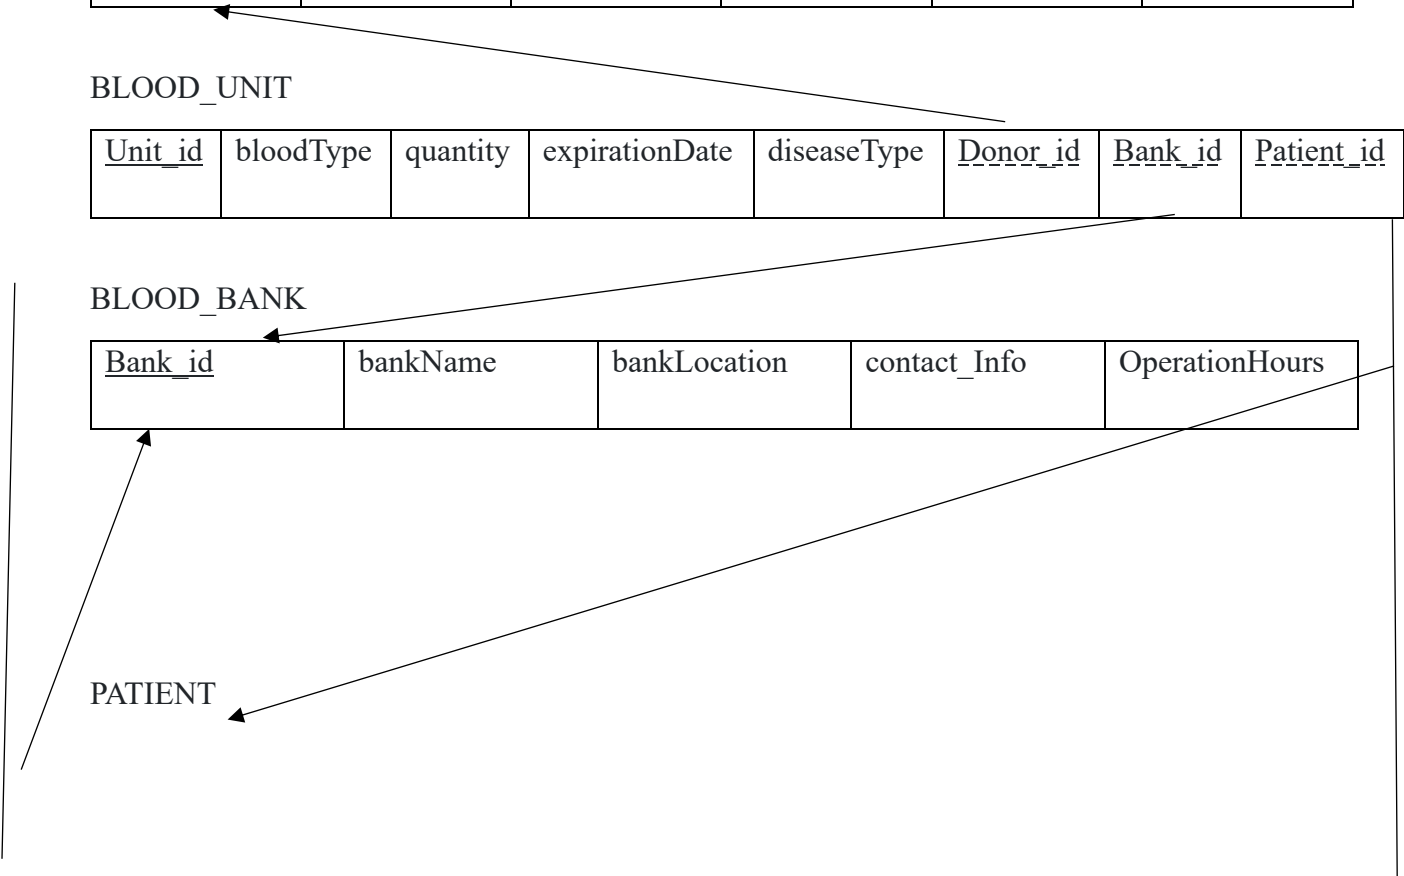 BLOOD_UNIT
Unit_id bloodType quantity expirationDate diseaseType Donor_id Bank_id Patient_id
BLOOD_BANK
Bank_id bankName bankLocation contact_Info OperationHours
PATIENT